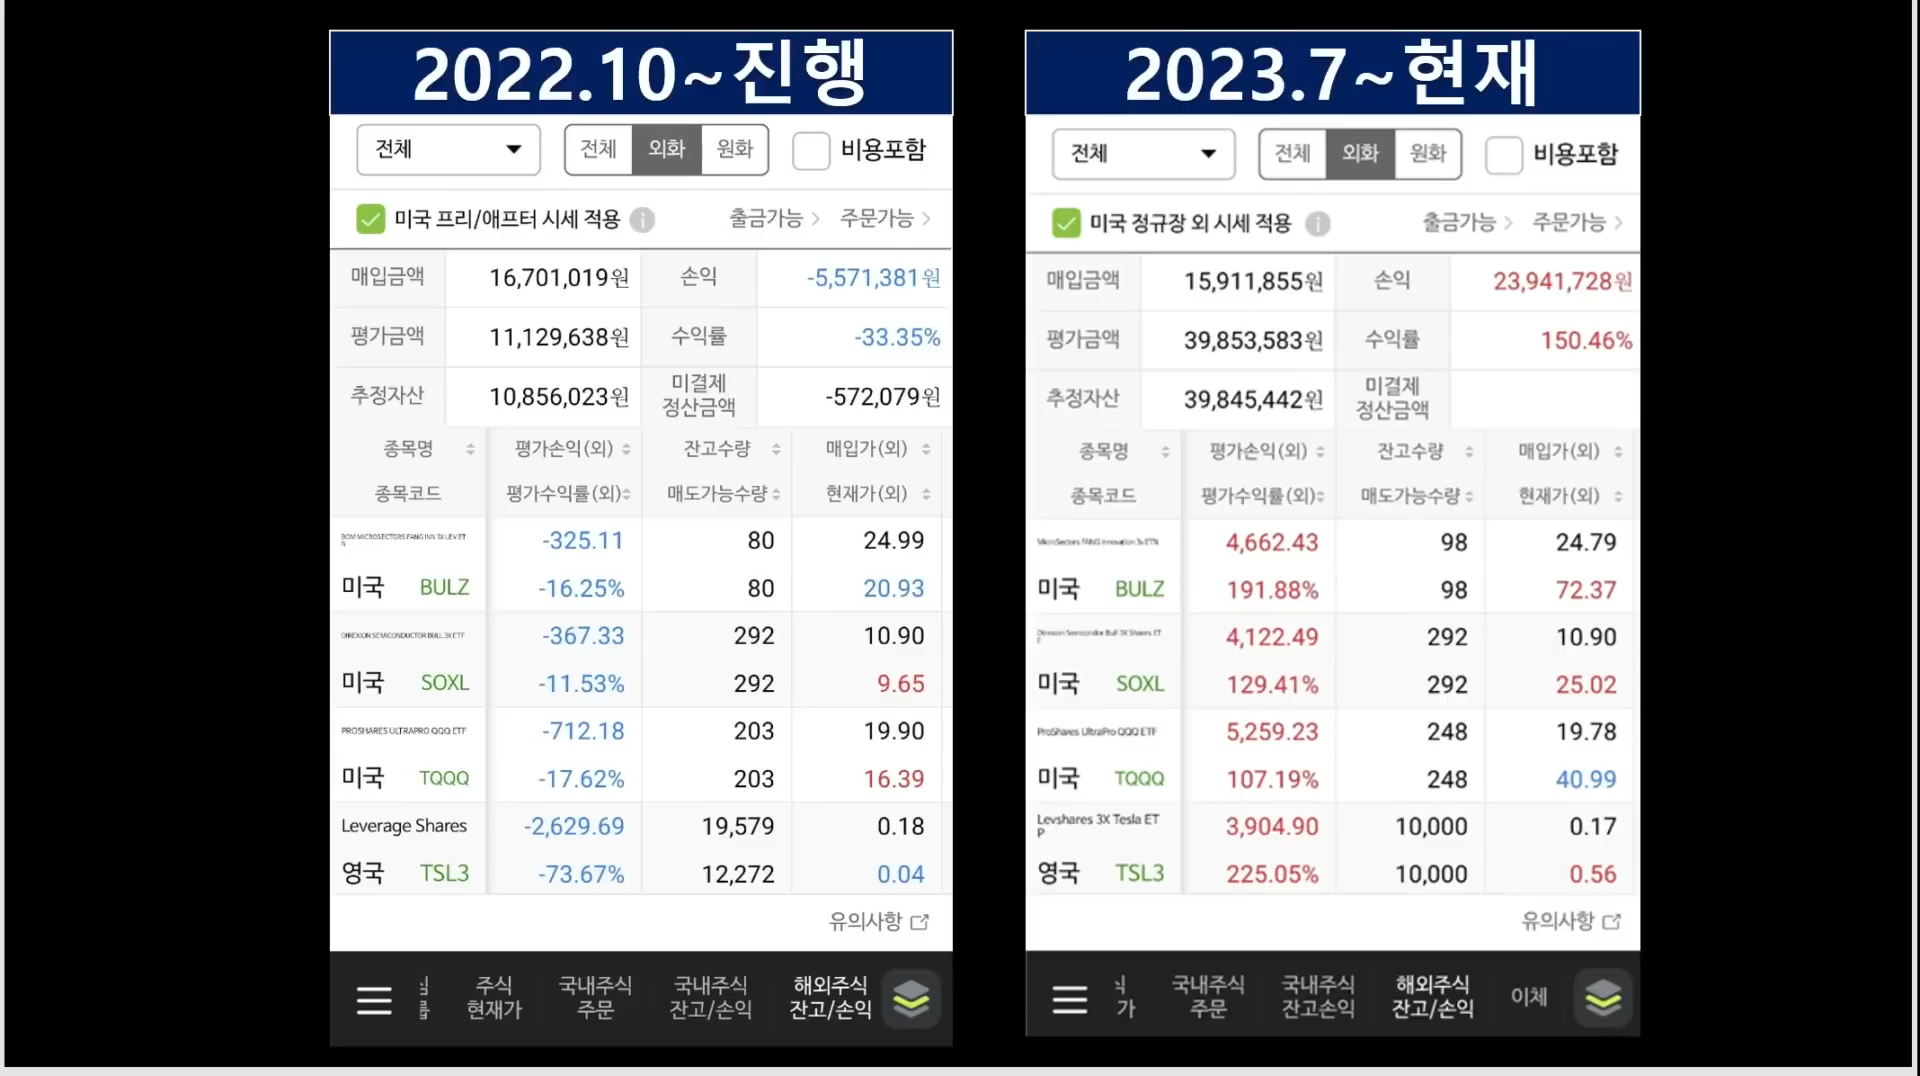 2022.10~진행
전체 전체 외화 원화 비용포함
미국 프리/애프터 시세 적용 출금가능 > 주문가능 >
매입금액 16,701,019원 손익 -5,571,381원
평가금액 11,129,638원 수익률 -33.35%
추정자산 10,856,023원 미결제 정산금액 -572,079원
종목명 평가손익(외) 잔고수량 매입가(외)
종목코드 평가수익률(외) 매도가능수량 현재가(외)
-325.11 80 24.99
미국 BULZ -16.25% 80 20.93
DIREXION SEMICONDUCTOR BULL 3X ETF -367.33 292 10.90
미국 SOXL -11.53% 292 9.65
PROSHARES ULTRAPRO QQQ ETF -712.18 203 19.90
미국 TQQQ -17.62% 203 16.39
Leverage Shares -2,629.69 19,579 0.18
영국 TSL3 -73.67% 12,272 0.04
유의사항
주식 현재가 국내주식 주문 국내주식 잔고/손익 해외주식 잔고/손익
2023.7~현재
전체 전체 외화 원화 비용포함
미국 정규장 외 시세 적용 출금가능 > 주문가능 >
매입금액 15,911,855원 손익 23,941,728원
평가금액 39,853,583원 수익률 150.46%
추정자산 39,845,442원 미결제 정산금액
종목명 평가손익(외) 잔고수량 매입가(외)
종목코드 평가수익률(외) 매도가능수량 현재가(외)
MicroSectors FANG Innovation 3x ETN 4,662.43 98 24.79
미국 BULZ 191.88% 98 72.37
4,122.49 292 10.90
미국 SOXL 129.41% 292 25.02
ProShares UltraPro QQQ ETF 5,259.23 248 19.78
미국 TQQQ 107.19% 248 40.99
Levshares 3X Tesla ETP 3,904.90 10,000 0.17
영국 TSL3 225.05% 10,000 0.56
유의사항
국내주식 주문 국내주식 잔고손익 해외주식 잔고/손익 이체